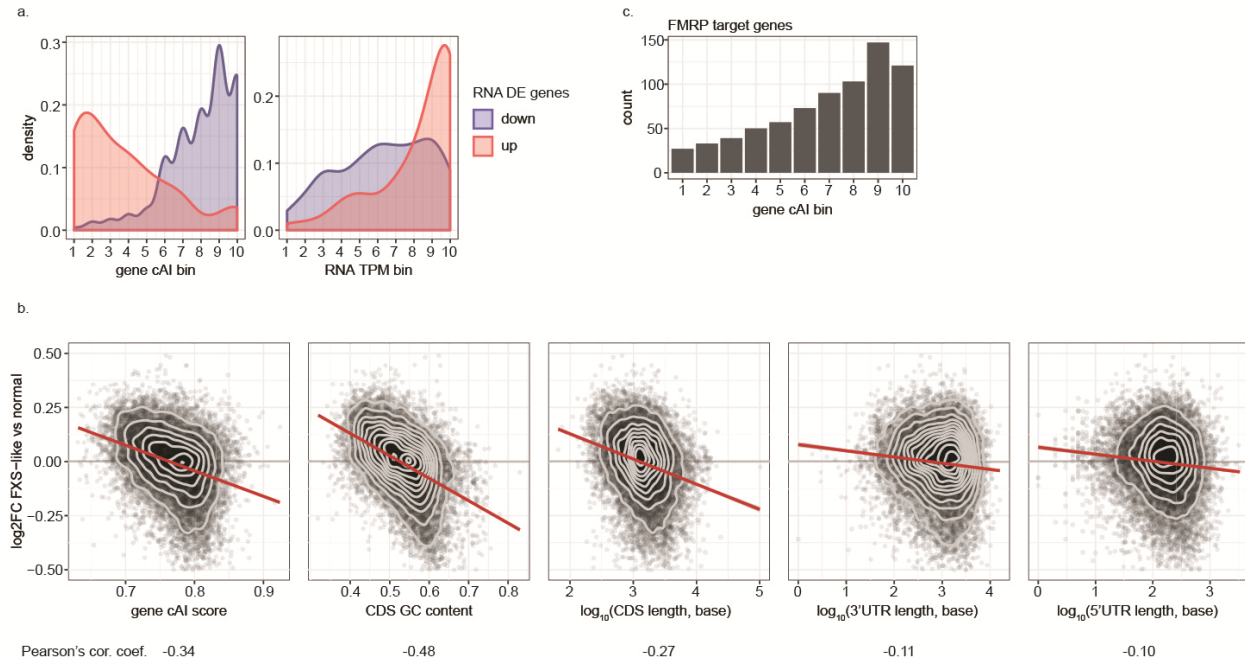 a.
0.3
0.2
0.1
0.0
density
1 2 3 4 5 6 7 8 9 10
gene cAI bin
0.2
0.1
0.0
1 2 3 4 5 6 7 8 9 10
RNA TPM bin
RNA DE genes
down
up
c.
FMRP target genes
150
100
50
0
count
1 2 3 4 5 6 7 8 9 10
gene cAI bin
b.
log2FC FXS-like vs normal
0.50
0.25
0.00
−0.25
−0.50
0.7 0.8 0.9
gene cAI score
0.4 0.5 0.6 0.7 0.8
CDS GC content
2 3 4 5
log10(CDS length, base)
0 1 2 3 4
log10(3'UTR length, base)
0 1 2 3
log10(5'UTR length, base)
Pearson's cor. coef. -0.34 -0.48 -0.27 -0.11 -0.10